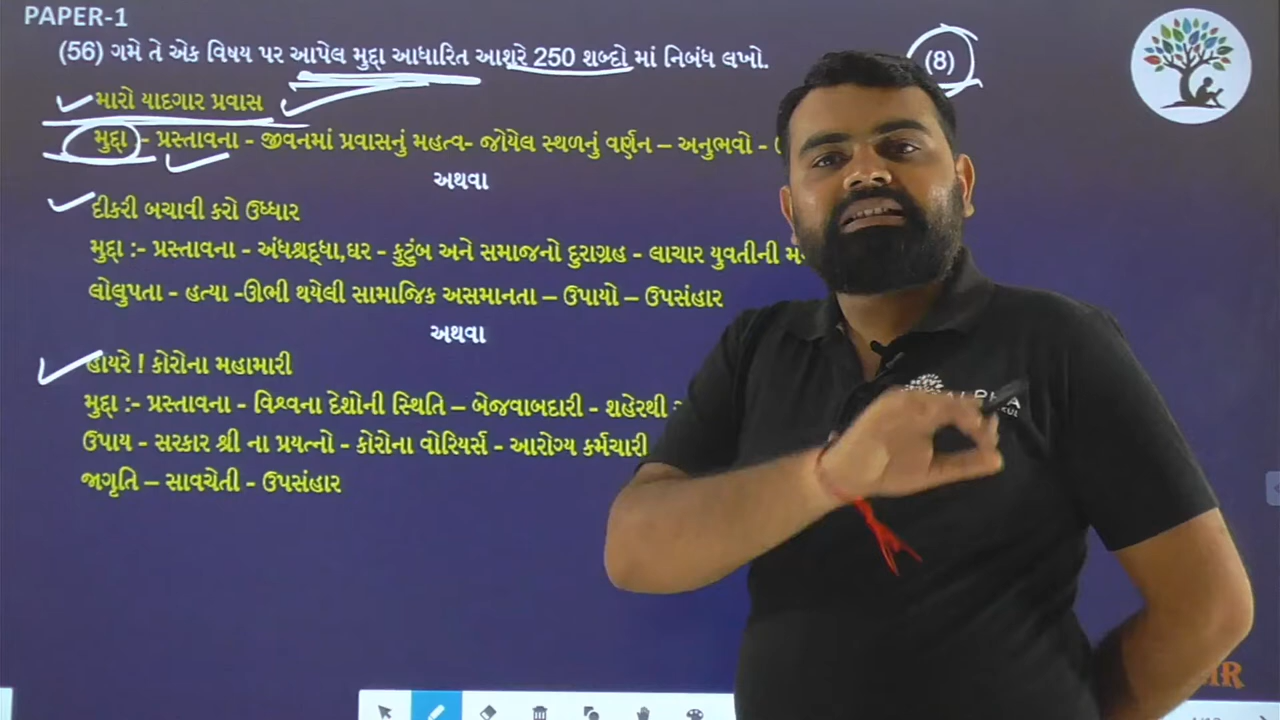 PAPER-1
(56) ગમે તે એક વિષય પર આપેલ મુદ્દા આધારિત આશરે 250 શબ્દો માં નિબંધ લખો. (8)
મારો યાદગાર પ્રવાસ
મુદ્દા - પ્રસ્તાવના - જીવનમાં પ્રવાસનું મહત્વ- જોયેલ સ્થળનું વર્ણન – અનુભવો -
અથવા
દીકરી બચાવી કરો ઉધ્ધાર
મુદ્દા :- પ્રસ્તાવના - અંધશ્રદ્ધા,ઘર - કુટુંબ અને સમાજનો દુરાગ્રહ - લાચાર યુવતીની
લોલુપતા - હત્યા -ઊભી થયેલી સામાજિક અસમાનતા – ઉપાયો – ઉપસંહાર
અથવા
હાયરે ! કોરોના મહામારી
મુદ્દા :- પ્રસ્તાવના - વિશ્વના દેશોની સ્થિતિ – બેજવાબદારી - શહેરથી
ઉપાય - સરકાર શ્રી ના પ્રયત્નો - કોરોના વોરિયર્સ - આરોગ્ય કર્મચારી
જાગૃતિ – સાવચેતી - ઉપસંહાર